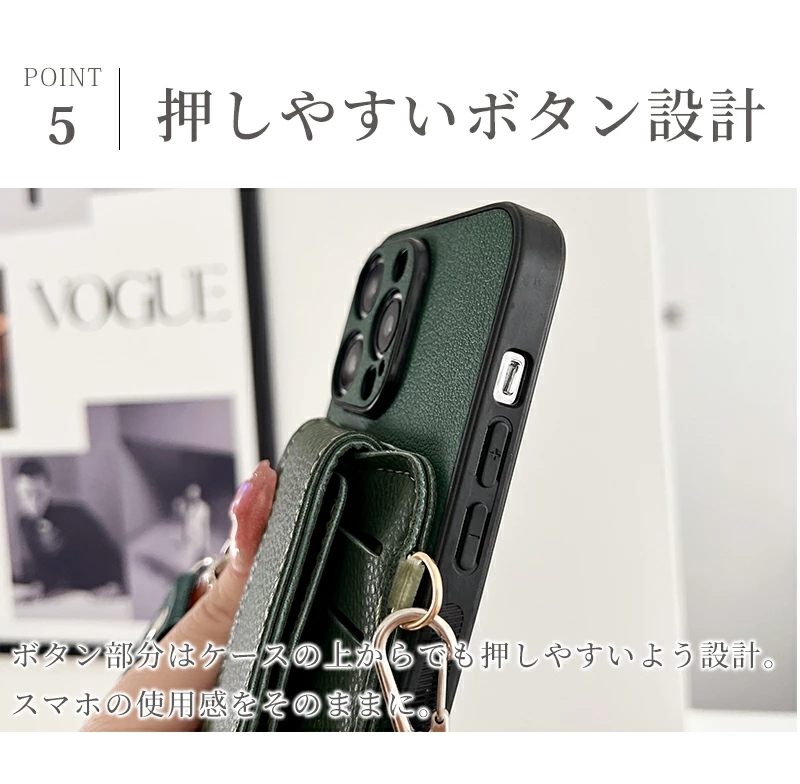 POINT
5
押しやすいボタン設計
VOGUE
ボタン部分はケースの上からでも押しやすいよう設計。
スマホの使用感をそのままに。